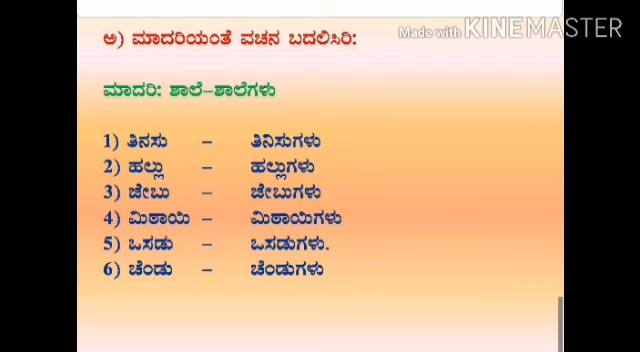 ಅ) ಮಾದರಿಯಂತೆ ವಚನ ಬದಲಿಸಿರಿ:
Made with KINEMASTER
ಮಾದರಿ: ಶಾಲೆ-ಶಾಲೆಗಳು
1) ತಿನಸು – ತಿನಿಸುಗಳು
2) ಹಲ್ಲು – ಹಲ್ಲುಗಳು
3) ಜೇಬು – ಜೇಬುಗಳು
4) ಮಿಠಾಯಿ – ಮಿಠಾಯಿಗಳು
5) ಒಸಡು – ಒಸಡುಗಳು.
6) ಚೆಂಡು – ಚೆಂಡುಗಳು